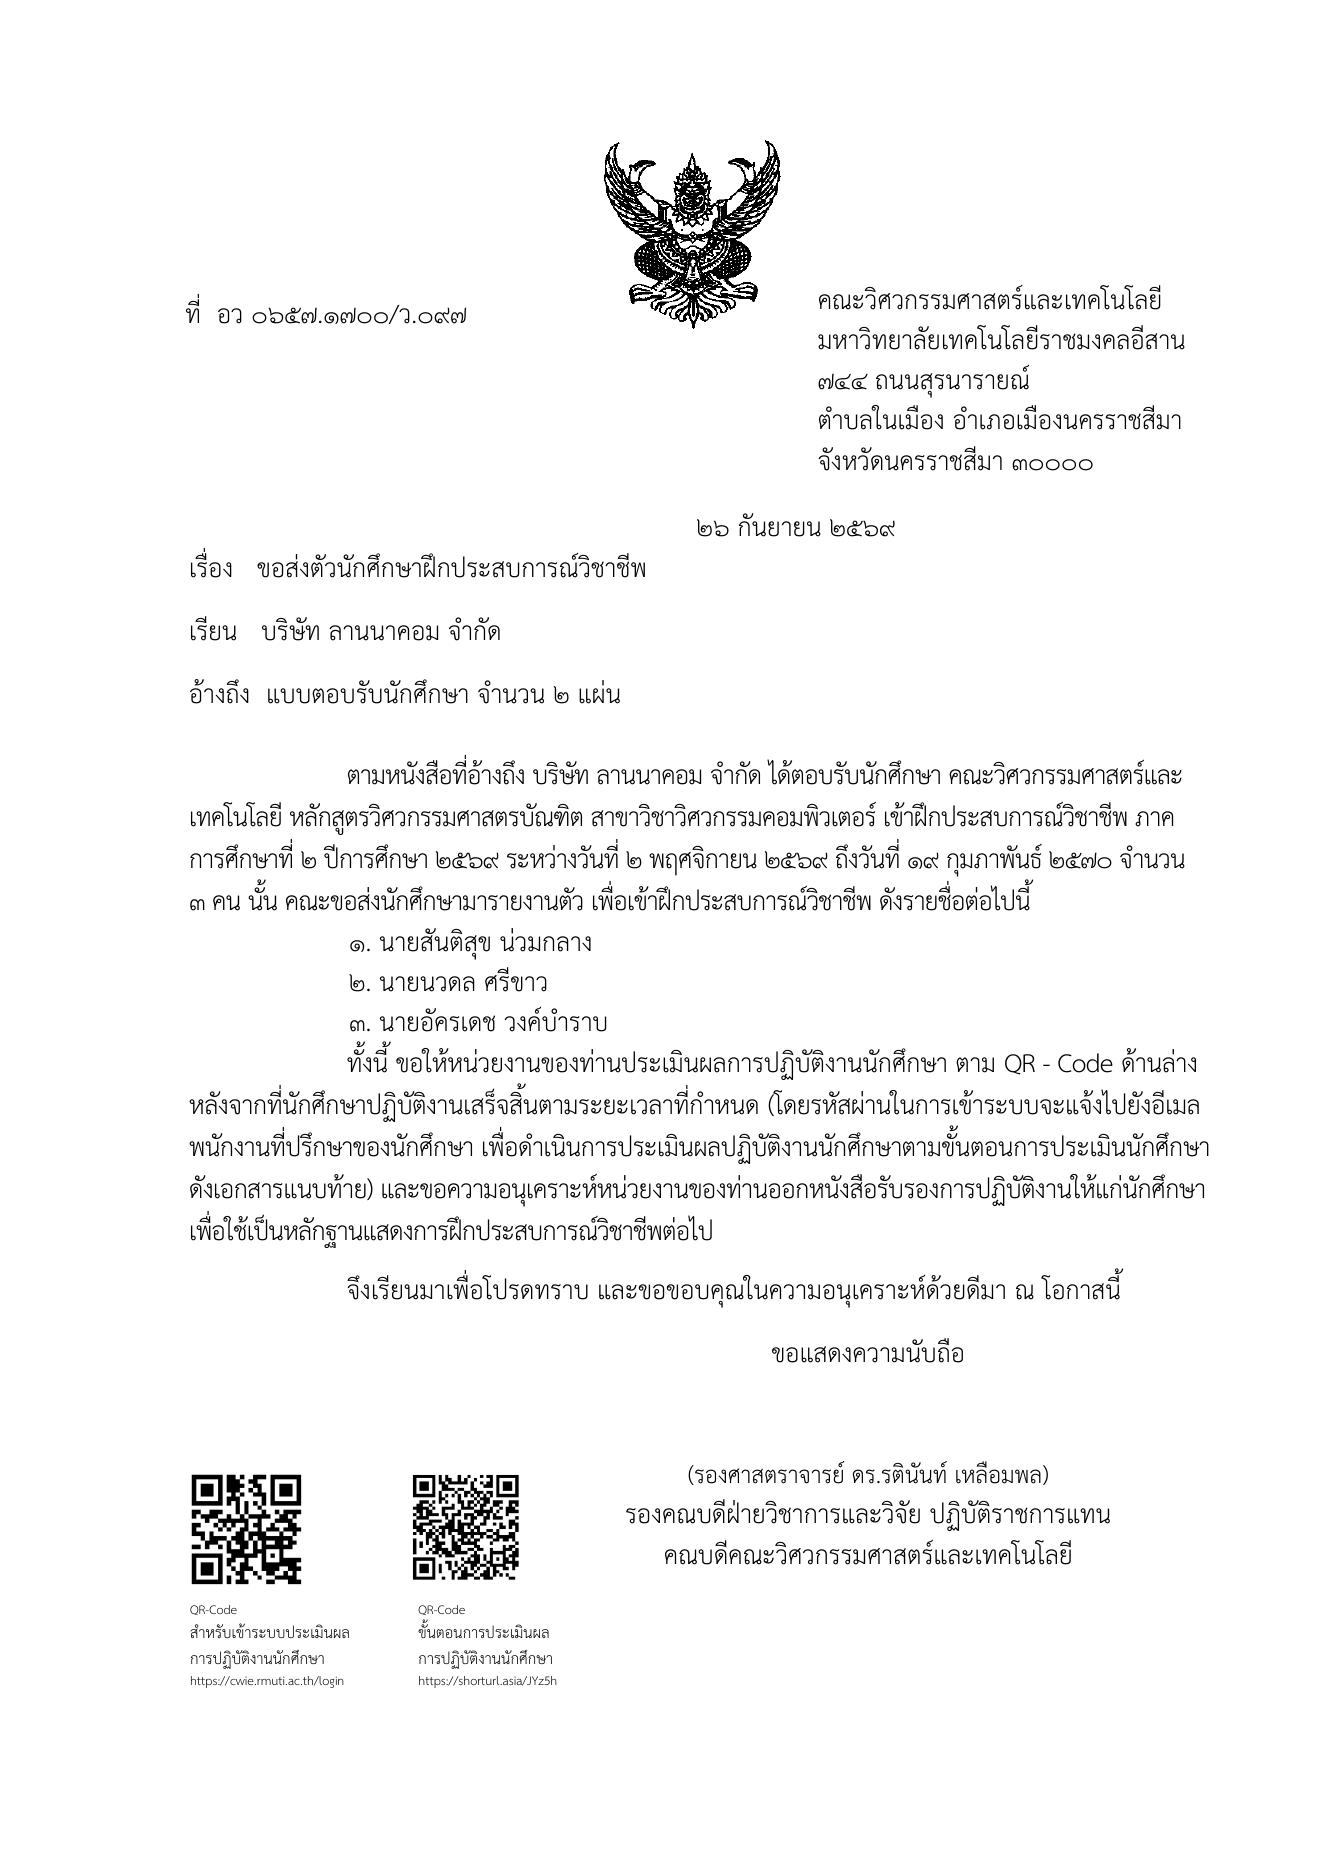 ที่ อว ๐๖๕๗.๑๗๐๐/ว.๐๙๗
คณะวิศวกรรมศาสตร์และเทคโนโลยี
มหาวิทยาลัยเทคโนโลยีราชมงคลอีสาน
๗๔๔ ถนนสุรนารายณ์
ตำบลในเมือง อำเภอเมืองนครราชสีมา
จังหวัดนครราชสีมา ๓๐๐๐๐
๒๖ กันยายน ๒๕๖๙
เรื่อง ขอส่งตัวนักศึกษาฝึกประสบการณ์วิชาชีพ
เรียน บริษัท ลานนาคอม จำกัด
อ้างถึง แบบตอบรับนักศึกษา จำนวน ๒ แผ่น
ตามหนังสือที่อ้างถึง บริษัท ลานนาคอม จำกัด ได้ตอบรับนักศึกษา คณะวิศวกรรมศาสตร์และ
เทคโนโลยี หลักสูตรวิศวกรรมศาสตรบัณฑิต สาขาวิชาวิศวกรรมคอมพิวเตอร์ เข้าฝึกประสบการณ์วิชาชีพ ภาค
การศึกษาที่ ๒ ปีการศึกษา ๒๕๖๙ ระหว่างวันที่ ๒ พฤศจิกายน ๒๕๖๙ ถึงวันที่ ๑๙ กุมภาพันธ์ ๒๕๗๐ จำนวน
๓ คน นั้น คณะขอส่งนักศึกษามารายงานตัว เพื่อเข้าฝึกประสบการณ์วิชาชีพ ดังรายชื่อต่อไปนี้
๑. นายสันติสุข น่วมกลาง
๒. นายนวดล ศรีขาว
๓. นายอัครเดช วงค์บำราบ
ทั้งนี้ ขอให้หน่วยงานของท่านประเมินผลการปฏิบัติงานนักศึกษา ตาม QR - Code ด้านล่าง
หลังจากที่นักศึกษาปฏิบัติงานเสร็จสิ้นตามระยะเวลาที่กำหนด (โดยรหัสผ่านในการเข้าระบบจะแจ้งไปยังอีเมล
พนักงานที่ปรึกษาของนักศึกษา เพื่อดำเนินการประเมินผลปฏิบัติงานนักศึกษาตามขั้นตอนการประเมินนักศึกษา
ดังเอกสารแนบท้าย) และขอความอนุเคราะห์หน่วยงานของท่านออกหนังสือรับรองการปฏิบัติงานให้แก่นักศึกษา
เพื่อใช้เป็นหลักฐานแสดงการฝึกประสบการณ์วิชาชีพต่อไป
จึงเรียนมาเพื่อโปรดทราบ และขอขอบคุณในความอนุเคราะห์ด้วยดีมา ณ โอกาสนี้
ขอแสดงความนับถือ
(รองศาสตราจารย์ ดร.รตินันท์ เหลือมพล)
รองคณบดีฝ่ายวิชาการและวิจัย ปฏิบัติราชการแทน
คณบดีคณะวิศวกรรมศาสตร์และเทคโนโลยี
QR-Code
สำหรับเข้าระบบประเมินผล
การปฏิบัติงานนักศึกษา
https://cwie.rmuti.ac.th/login
QR-Code
ขั้นตอนการประเมินผล
การปฏิบัติงานนักศึกษา
https://shorturl.asia/JYz5h